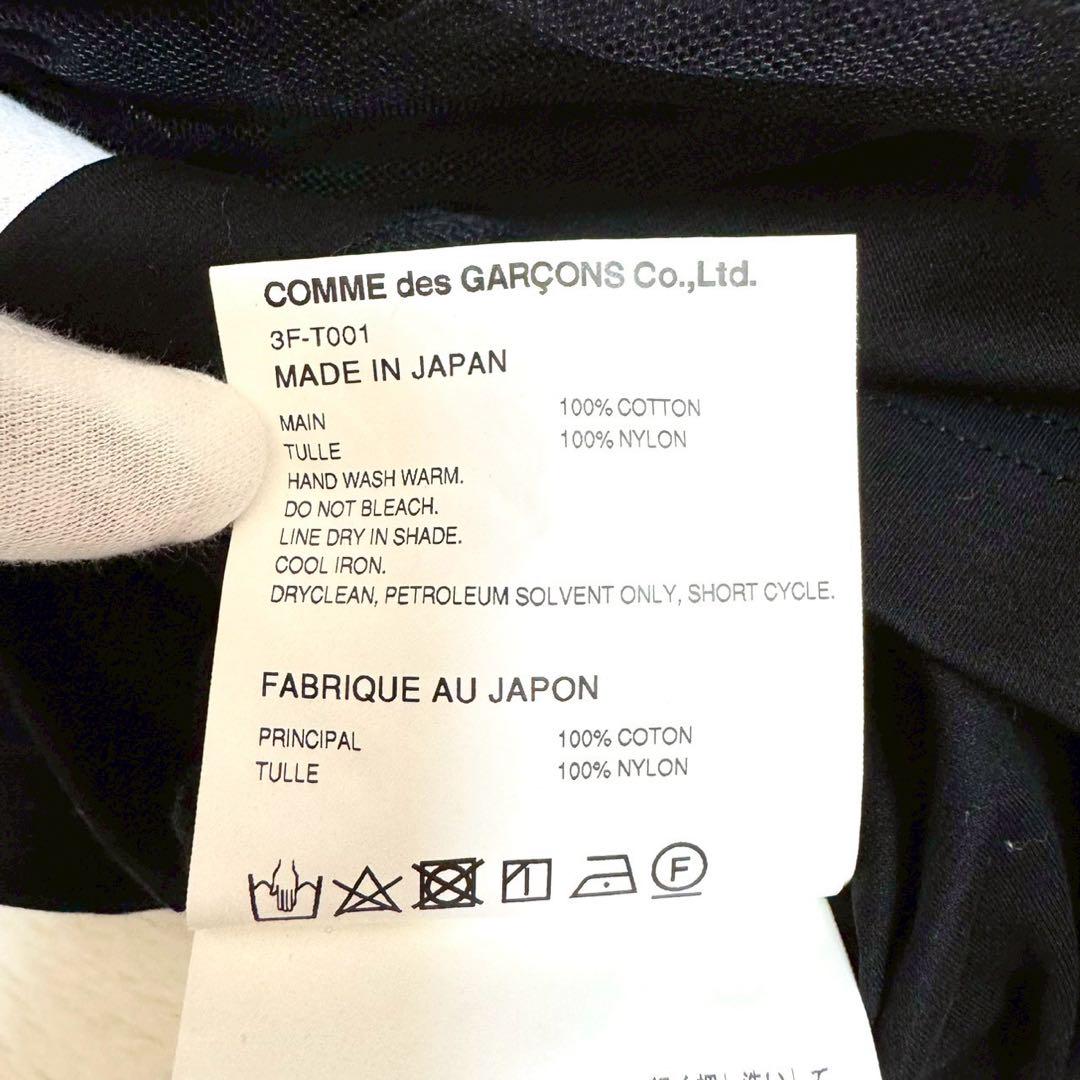 COMME des GARÇONS Co.,Ltd.
3F-T001
MADE IN JAPAN
MAIN 100% COTTON
TULLE 100% NYLON
HAND WASH WARM.
DO NOT BLEACH.
LINE DRY IN SHADE.
COOL IRON.
DRYCLEAN, PETROLEUM SOLVENT ONLY, SHORT CYCLE.
FABRIQUE AU JAPON
PRINCIPAL 100% COTON
TULLE 100% NYLON
F